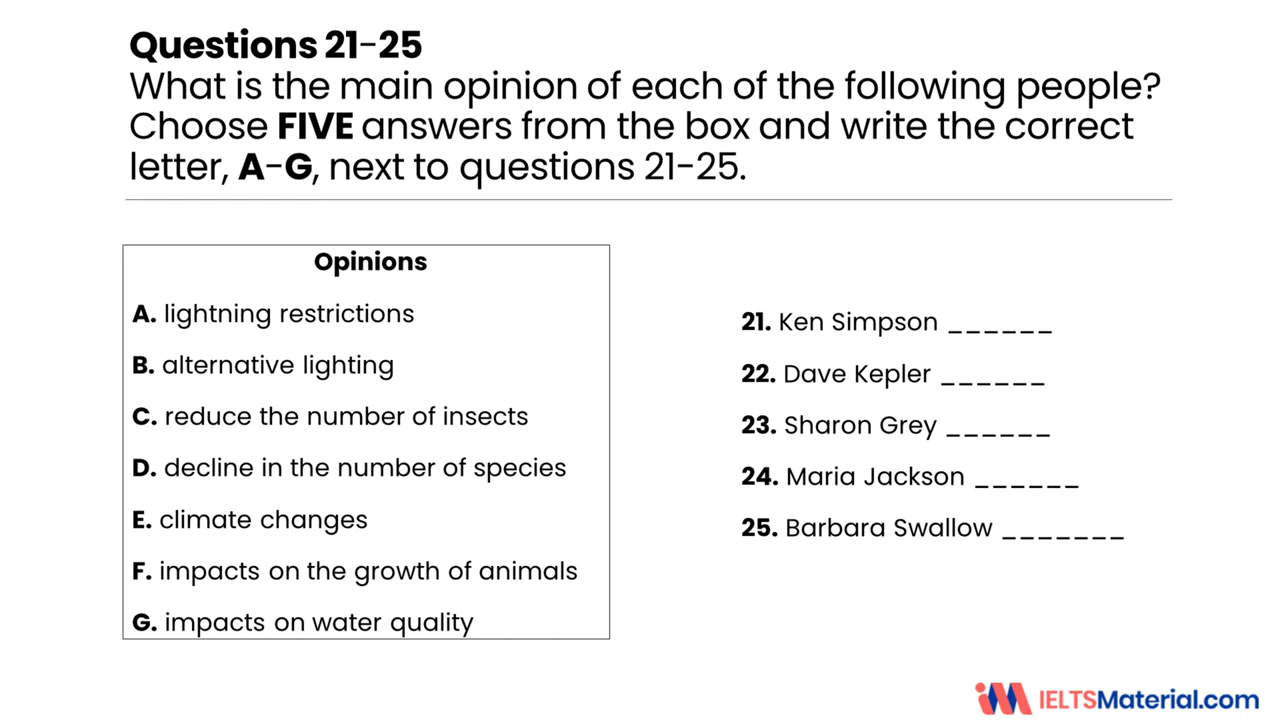 Questions 21-25
What is the main opinion of each of the following people?
Choose FIVE answers from the box and write the correct
letter, A-G, next to questions 21-25.
Opinions
A. lightning restrictions
B. alternative lighting
C. reduce the number of insects
D. decline in the number of species
E. climate changes
F. impacts on the growth of animals
G. impacts on water quality
21. Ken Simpson ______
22. Dave Kepler ______
23. Sharon Grey ______
24. Maria Jackson ______
25. Barbara Swallow _______
iM IELTSMaterial.com